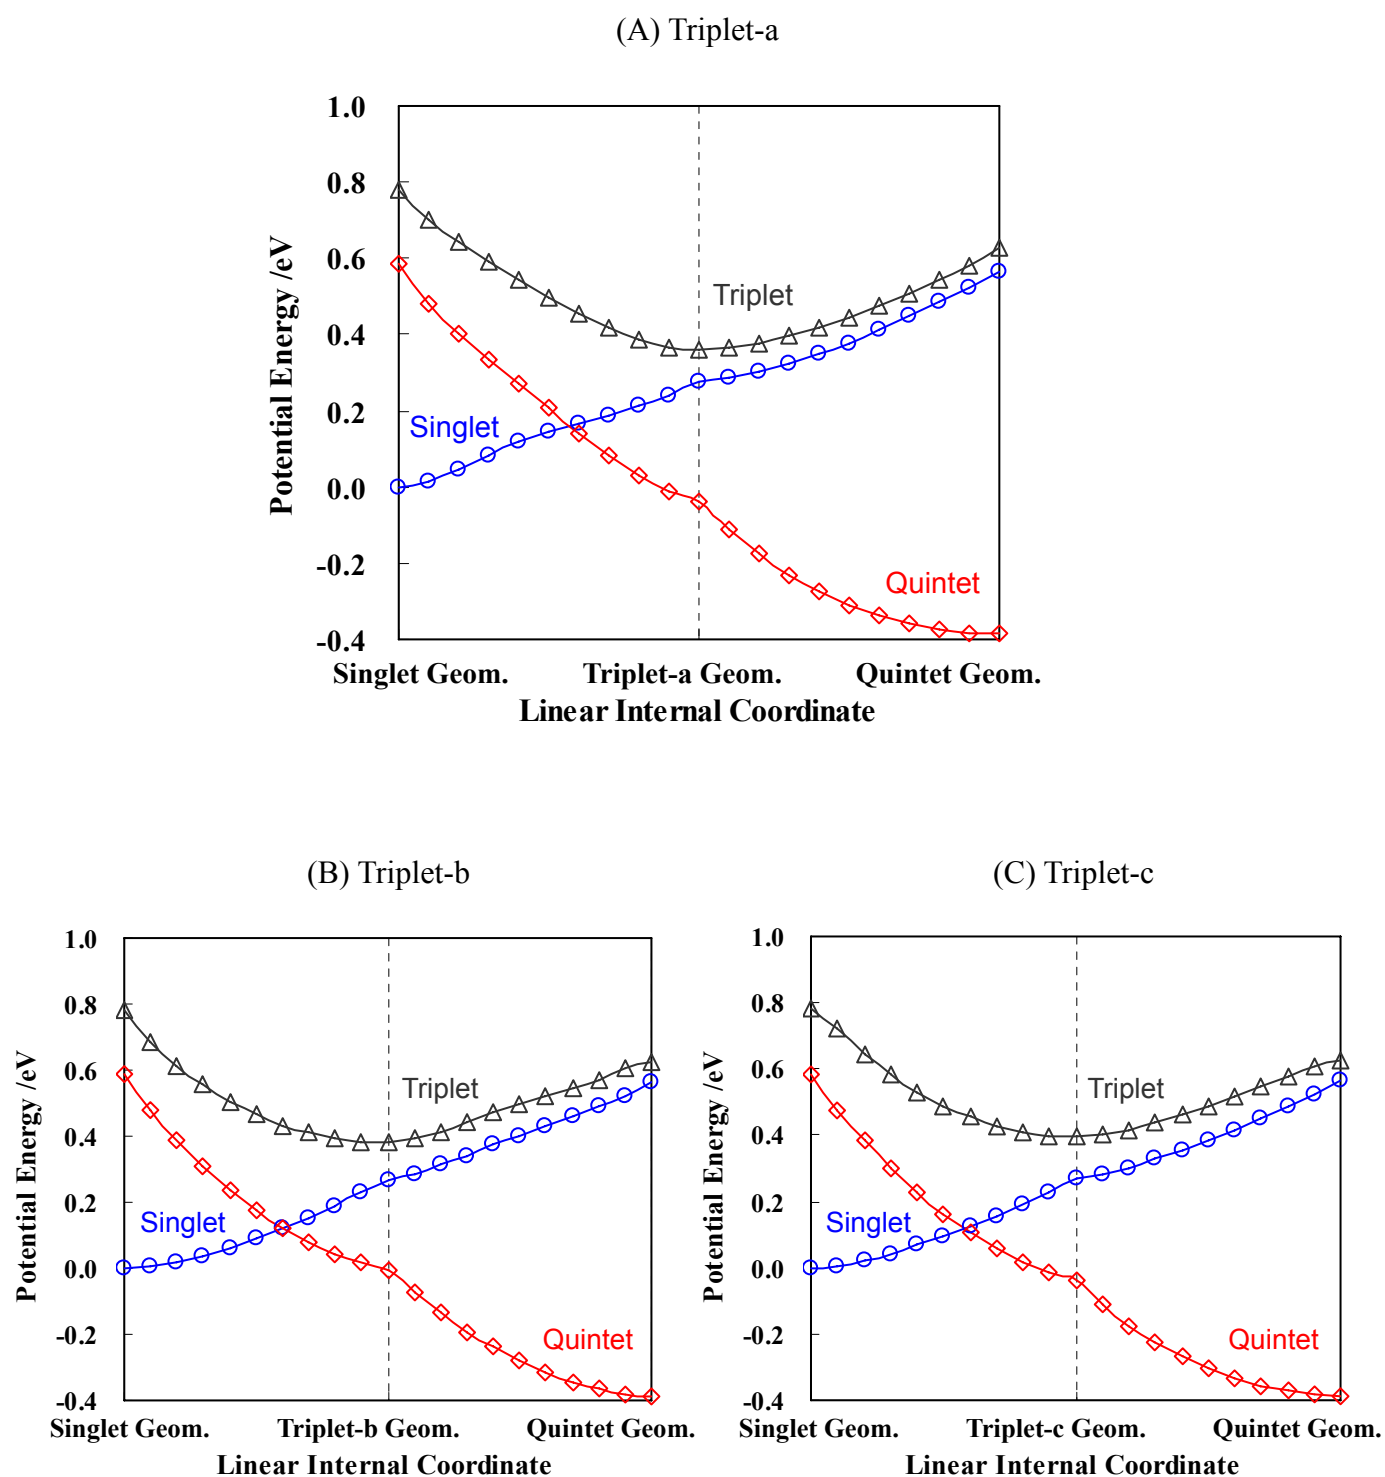 (A) Triplet-a
1.0
0.8
0.6
0.4
0.2
0.0
-0.2
-0.4
Potential Energy /eV
Triplet
Singlet
Quintet
Singlet Geom. Triplet-a Geom. Quintet Geom.
Linear Internal Coordinate
(B) Triplet-b
1.0
0.8
0.6
0.4
0.2
0.0
-0.2
-0.4
Potential Energy /eV
Triplet
Singlet
Quintet
Singlet Geom. Triplet-b Geom. Quintet Geom.
Linear Internal Coordinate
(C) Triplet-c
1.0
0.8
0.6
0.4
0.2
0.0
-0.2
-0.4
Potential Energy /eV
Triplet
Singlet
Quintet
Singlet Geom. Triplet-c Geom. Quintet Geom.
Linear Internal Coordinate